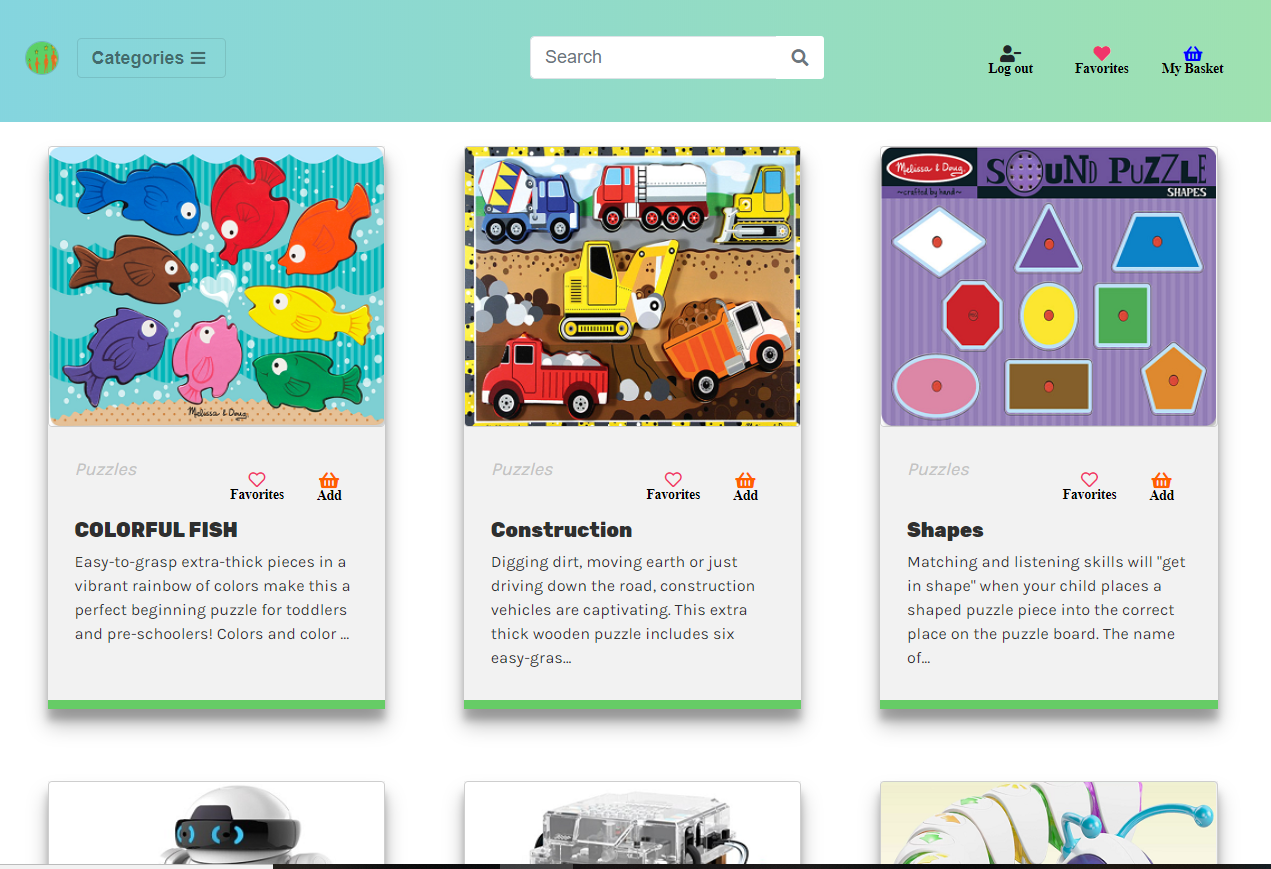 Categories
Search
Log out
Favorites
My Basket
Melissa & Doug
Melissa & Doug
~crafted by hand~
SOUND PUZZLE
SHAPES
Puzzles
Favorites
Add
COLORFUL FISH
Easy-to-grasp extra-thick pieces in a
vibrant rainbow of colors make this a
perfect beginning puzzle for toddlers
and pre-schoolers! Colors and color ...
Puzzles
Favorites
Add
Construction
Digging dirt, moving earth or just
driving down the road, construction
vehicles are captivating. This extra
thick wooden puzzle includes six
easy-gras...
Puzzles
Favorites
Add
Shapes
Matching and listening skills will "get
in shape" when your child places a
shaped puzzle piece into the correct
place on the puzzle board. The name
of...